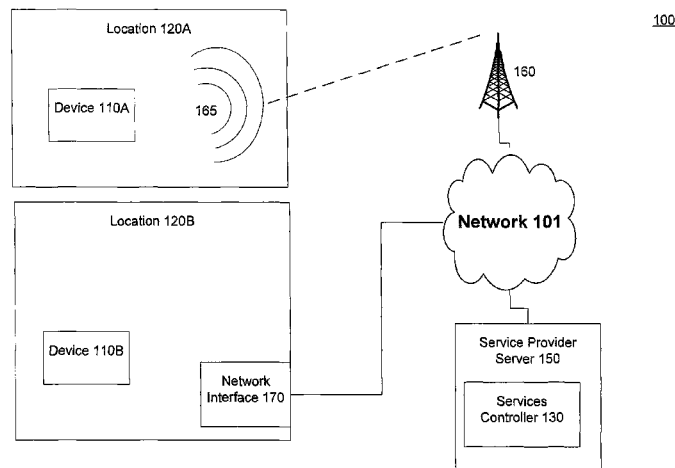 100
Location 120A
160
Device 110A
165
Location 120B
Network 101
Device 110B
Service Provider
Server 150
Network
Interface 170
Services
Controller 130